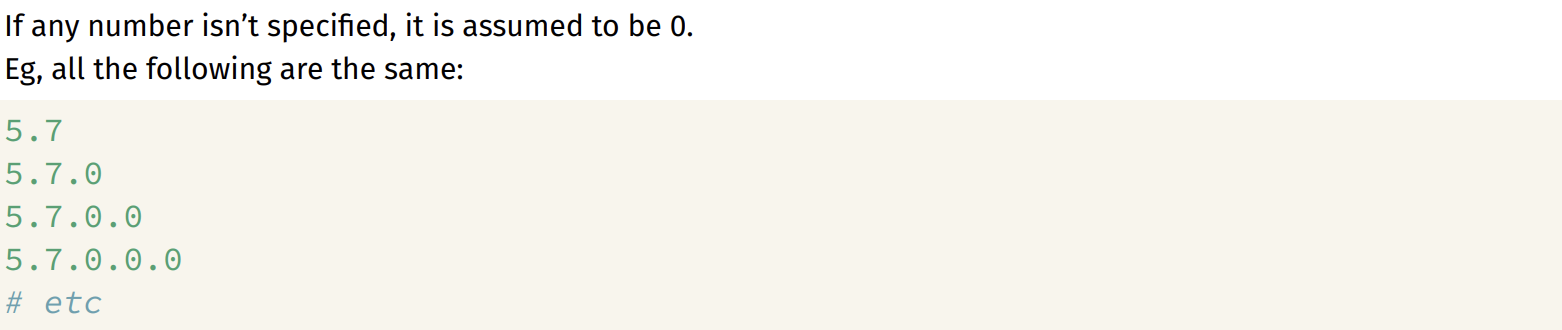 If any number isn’t specified, it is assumed to be 0.
Eg, all the following are the same:
5.7
5.7.0
5.7.0.0
5.7.0.0.0
# etc